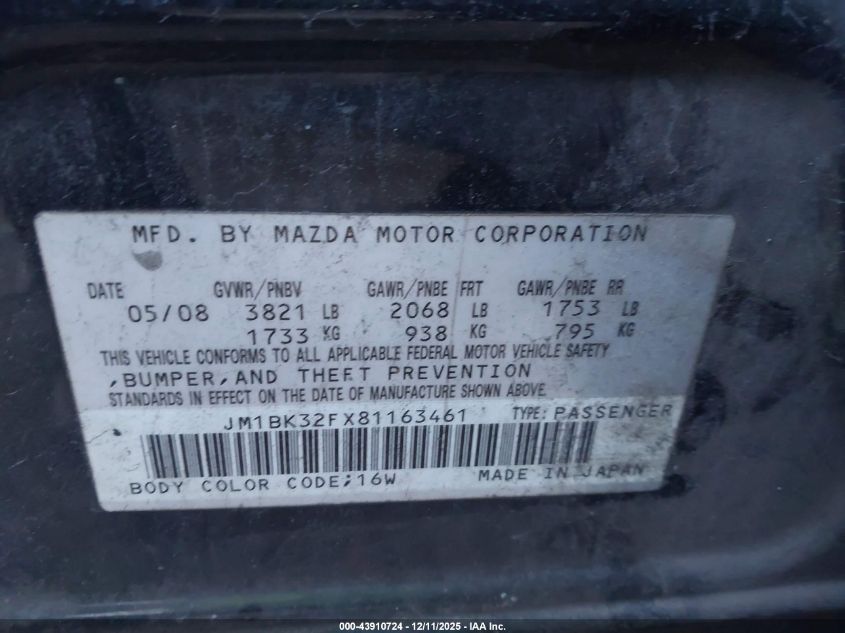 MFD. BY MAZDA MOTOR CORPORATION
DATE GVWR/PNBV GAWR/PNBE FRT GAWR/PNBE RR
05/08 3821 LB 2068 LB 1753 LB
1733 KG 938 KG 795 KG
THIS VEHICLE CONFORMS TO ALL APPLICABLE FEDERAL MOTOR VEHICLE SAFETY
,BUMPER,AND THEFT PREVENTION
STANDARDS IN EFFECT ON THE DATE OF MANUFACTURE SHOWN ABOVE.
JM1BK32FX81163461 TYPE: PASSENGER
BODY COLOR CODE;16W MADE IN JAPAN
000-43910724 - 12/11/2025 - IAA Inc.